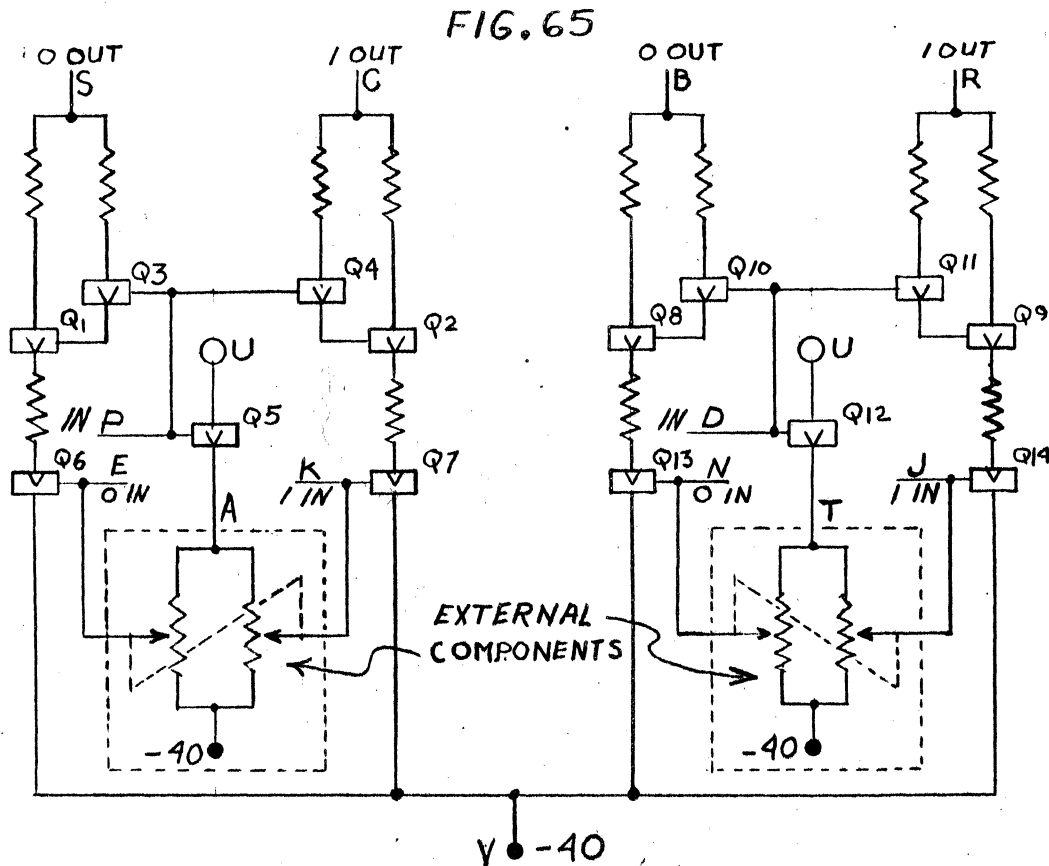 FIG. 65
0 OUT
S
1 OUT
C
0 OUT
B
1 OUT
R
Q3
Q4
Q10
Q11
Q1
Q2
Q8
Q9
U
U
IN P
Q5
IN D
Q12
Q6
E
0 IN
K
1 IN
Q7
Q13
N
0 IN
J
1 IN
Q14
A
T
EXTERNAL
COMPONENTS
-40
-40
V -40